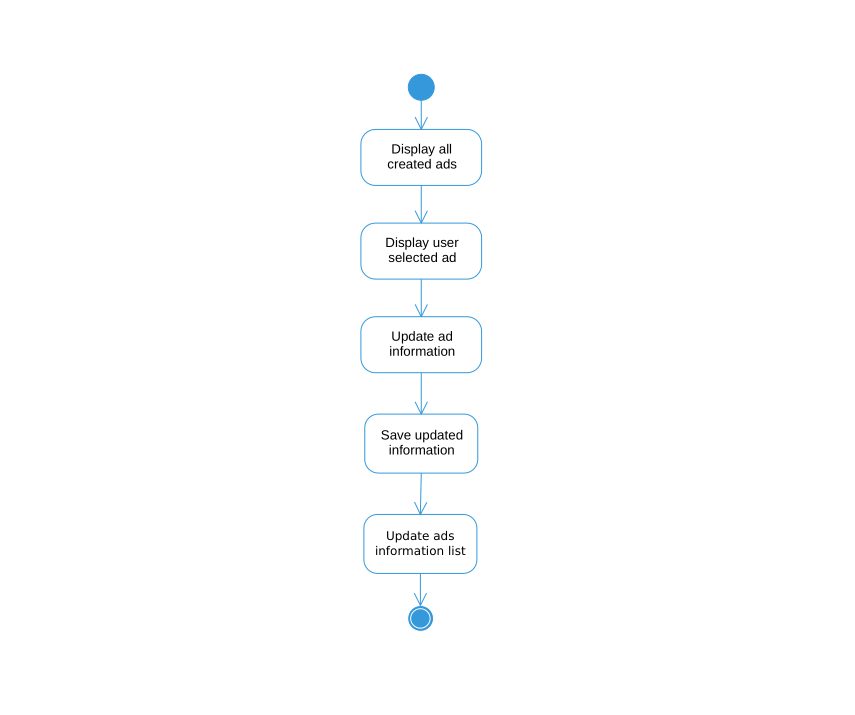 Display all
created ads
Display user
selected ad
Update ad
information
Save updated
information
Update ads
information list